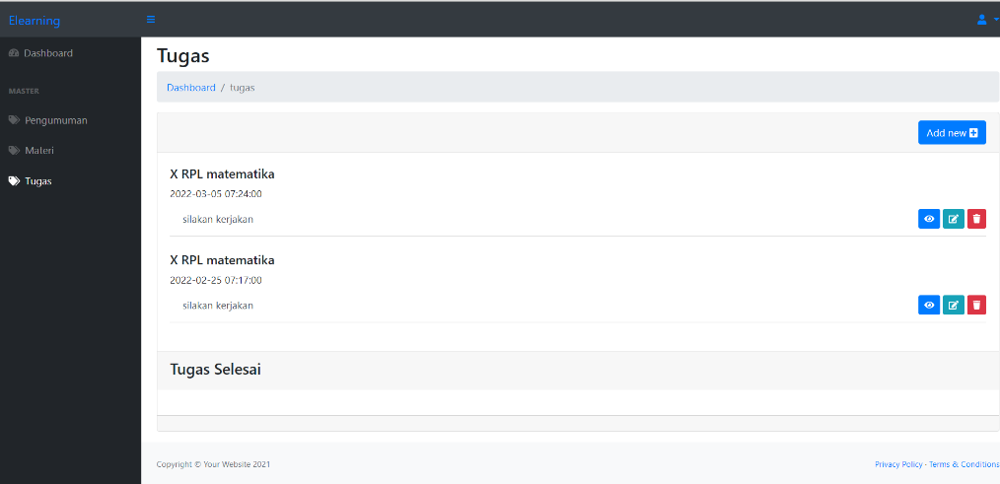 Elearning
Dashboard
MASTER
Pengumuman
Materi
Tugas
Tugas
Dashboard / tugas
Add new
X RPL matematika
2022-03-05 07:24:00
silakan kerjakan
X RPL matematika
2022-02-25 07:17:00
silakan kerjakan
Tugas Selesai
Copyright © Your Website 2021
Privacy Policy · Terms & Conditions